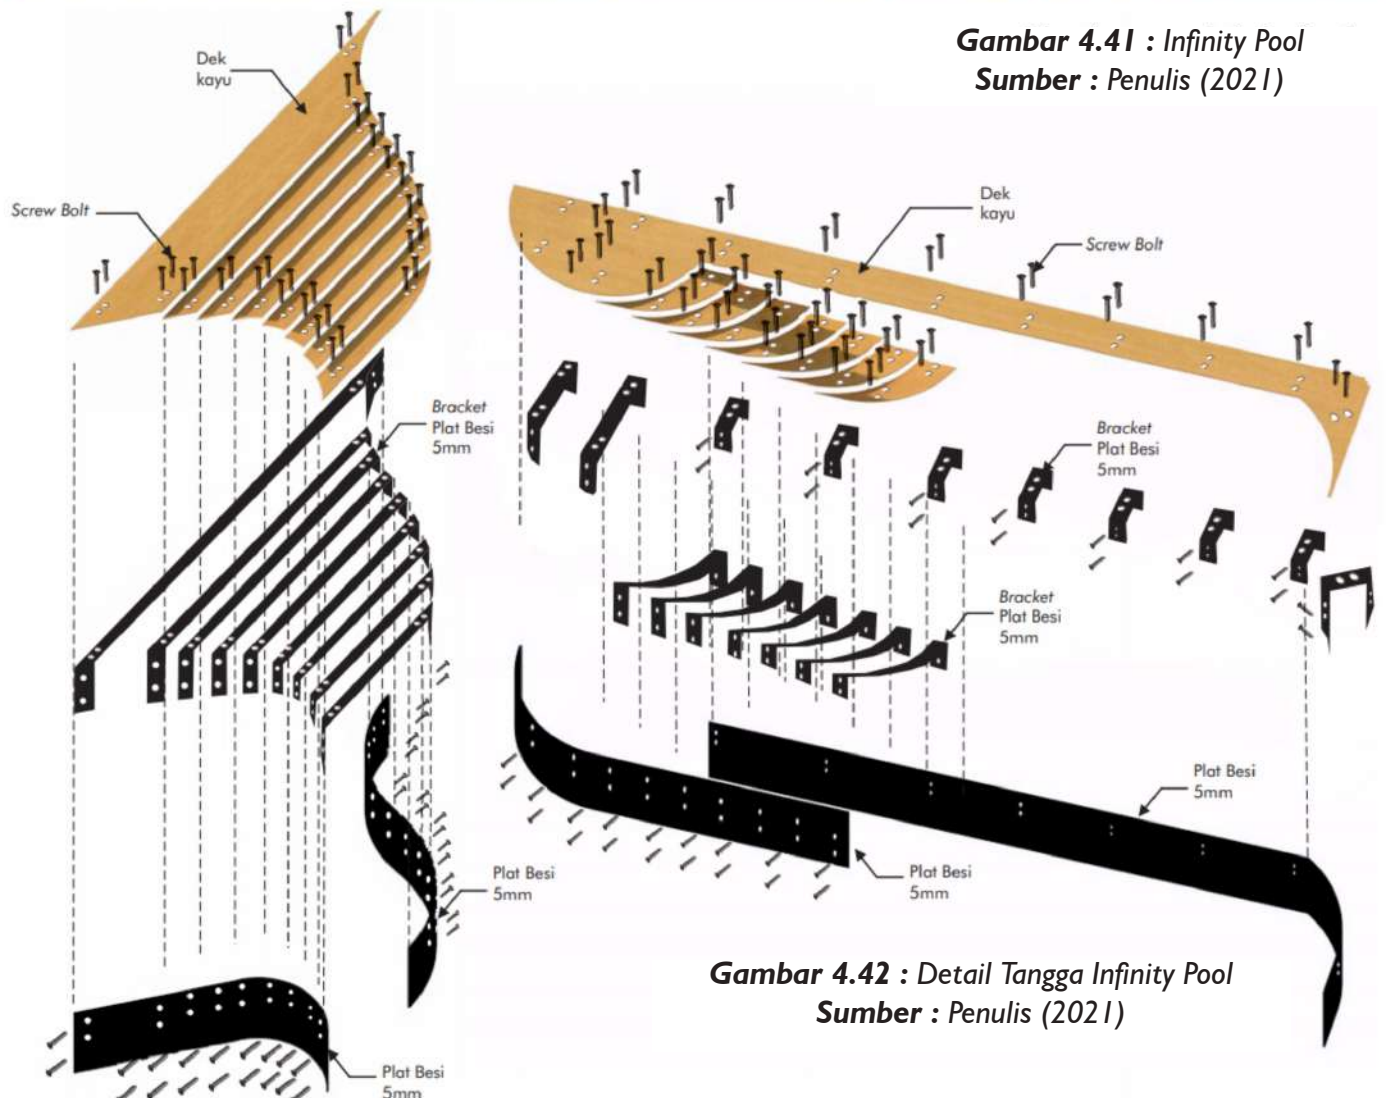 Gambar 4.41 : Infinity Pool
Sumber : Penulis (2021)
Dek
kayu
Screw Bolt
Bracket
Plat Besi
5mm
Plat Besi
5mm
Plat Besi
5mm
Dek
kayu
Screw Bolt
Bracket
Plat Besi
5mm
Bracket
Plat Besi
5mm
Plat Besi
5mm
Plat Besi
5mm
Gambar 4.42 : Detail Tangga Infinity Pool
Sumber : Penulis (2021)